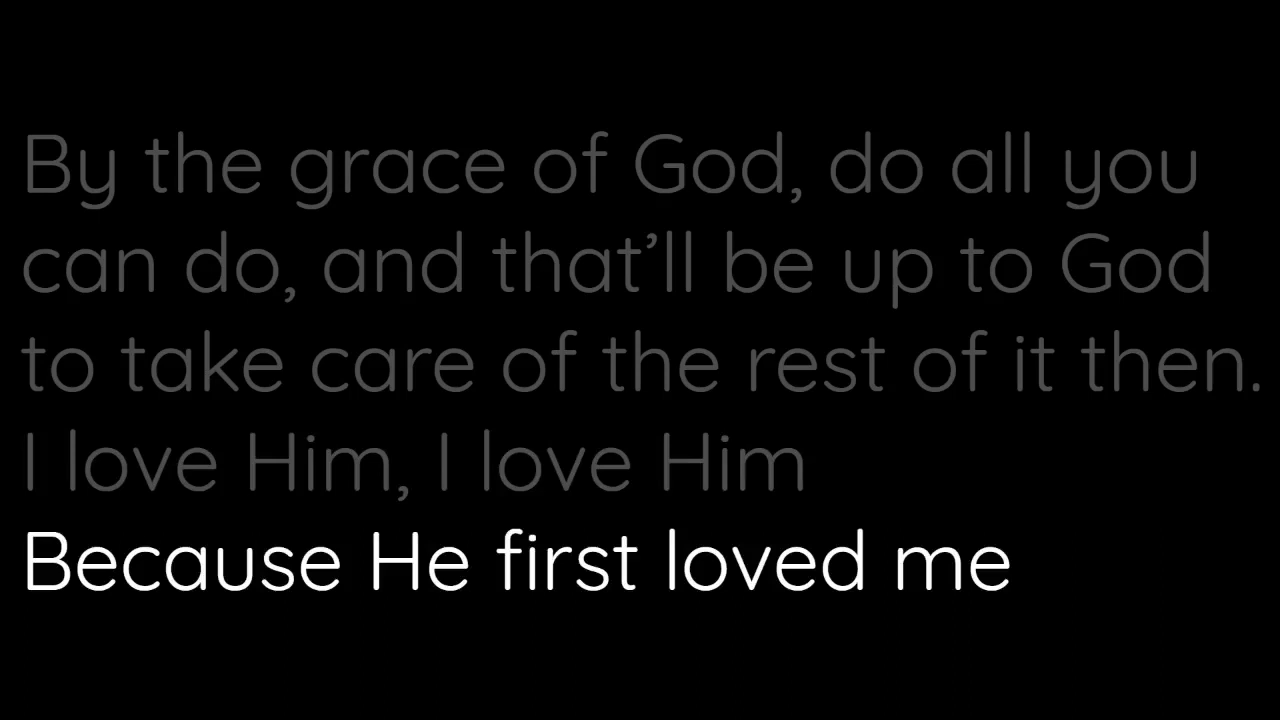 By the grace of God, do all you
can do, and that’ll be up to God
to take care of the rest of it then.
I love Him, I love Him
Because He first loved me